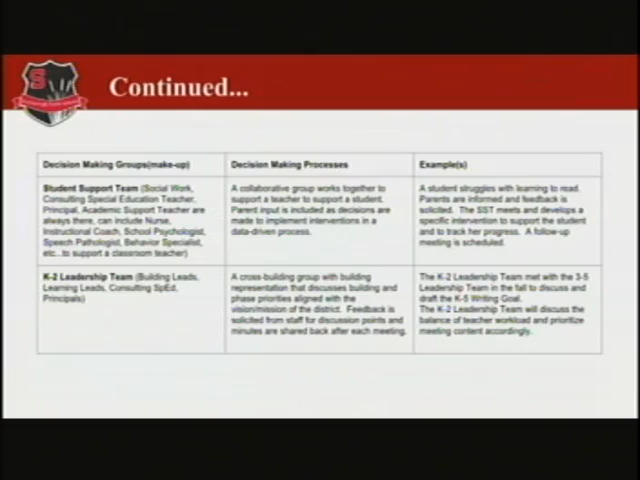 S
Continued...
Decision Making Groups(make-up)
Decision Making Processes
Example(s)
Student Support Team (Social Work,
Consulting Special Education Teacher,
Principal, Academic Support Teacher are
always there, can include Nurse,
Instructional Coach, School Psychologist,
Speech Pathologist, Behavior Specialist,
etc...to support a classroom teacher)
A collaborative group works together to
support a teacher to support a student.
Parent input is included as decisions are
made to implement interventions in a
data-driven process.
A student struggles with learning to read.
Parents are informed and feedback is
solicited. The SST meets and develops a
specific intervention to support the student
and to track her progress. A follow-up
meeting is scheduled.
K-2 Leadership Team (Building Leads,
Learning Leads, Consulting SpEd,
Principals)
A cross-building group with building
representation that discusses building and
phase priorities aligned with the
vision/mission of the district. Feedback is
solicited from staff for discussion points and
minutes are shared back after each meeting.
The K-2 Leadership Team met with the 3-5
Leadership Team in the fall to discuss and
draft the K-5 Writing Goal.
The K-2 Leadership Team will discuss the
balance of teacher workload and prioritize
meeting content accordingly.